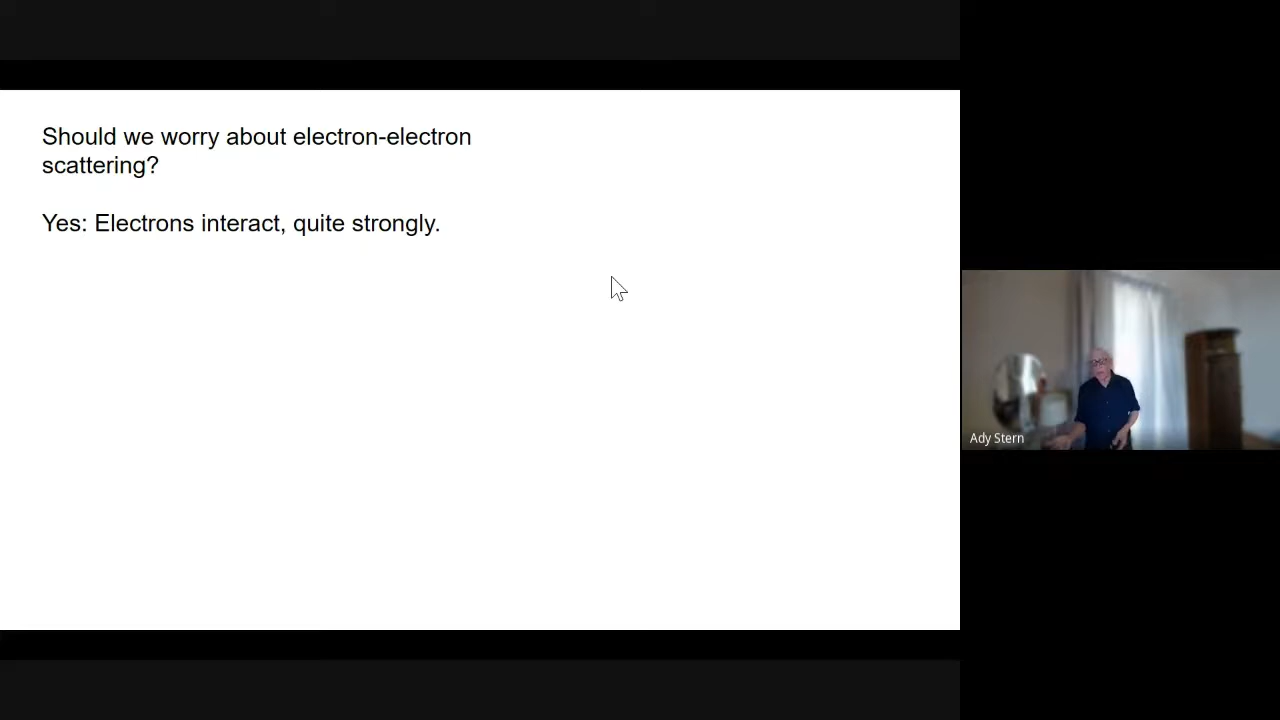 Should we worry about electron-electron
scattering?
Yes: Electrons interact, quite strongly.
Ady Stern